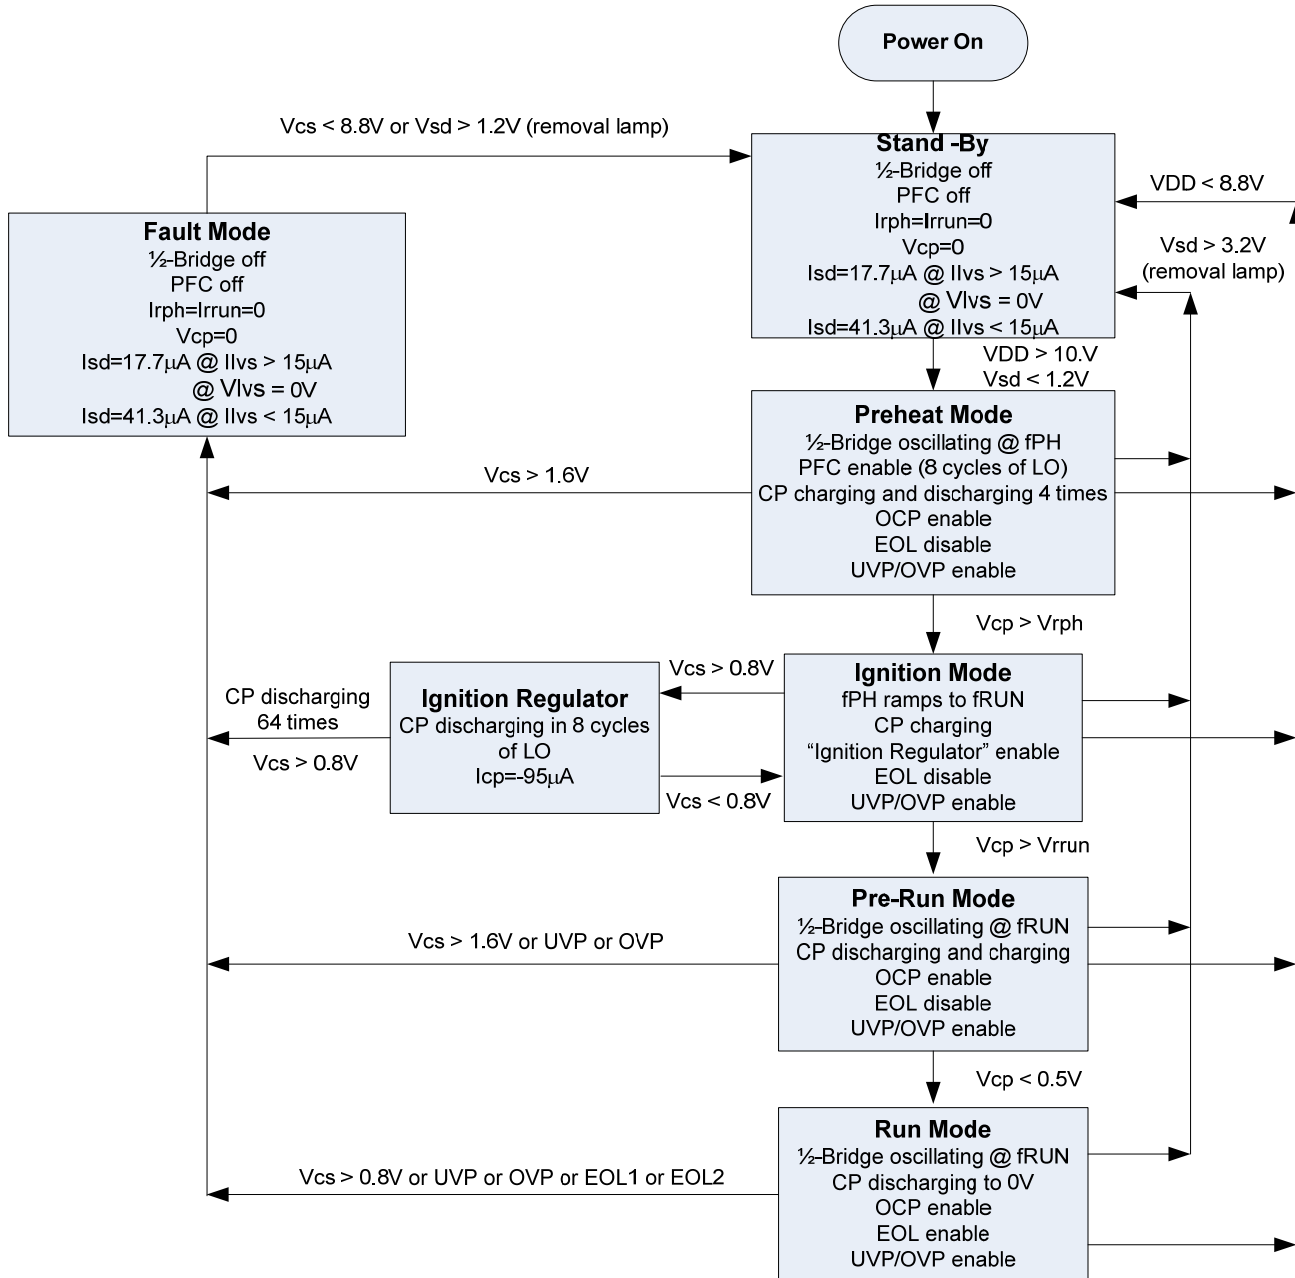 Power On
Vcs < 8.8V or Vsd > 1.2V (removal lamp)
Stand -By
½-Bridge off
PFC off
Irph=Irrun=0
Vcp=0
Isd=17.7µA @ Ilvs > 15µA
@ Vlvs = 0V
Isd=41.3µA @ Ilvs < 15µA
VDD < 8.8V
Vsd > 3.2V
(removal lamp)
Fault Mode
½-Bridge off
PFC off
Irph=Irrun=0
Vcp=0
Isd=17.7µA @ Ilvs > 15µA
@ Vlvs = 0V
Isd=41.3µA @ Ilvs < 15µA
VDD > 10.V
Vsd < 1.2V
Preheat Mode
½-Bridge oscillating @ fPH
PFC enable (8 cycles of LO)
CP charging and discharging 4 times
OCP enable
EOL disable
UVP/OVP enable
Vcs > 1.6V
Vcp > Vrph
Ignition Mode
fPH ramps to fRUN
CP charging
“Ignition Regulator” enable
EOL disable
UVP/OVP enable
Vcs > 0.8V
Ignition Regulator
CP discharging in 8 cycles
of LO
Icp=-95µA
Vcs < 0.8V
CP discharging
64 times
Vcs > 0.8V
Vcp > Vrrun
Pre-Run Mode
½-Bridge oscillating @ fRUN
CP discharging and charging
OCP enable
EOL disable
UVP/OVP enable
Vcs > 1.6V or UVP or OVP
Vcp < 0.5V
Run Mode
½-Bridge oscillating @ fRUN
CP discharging to 0V
OCP enable
EOL enable
UVP/OVP enable
Vcs > 0.8V or UVP or OVP or EOL1 or EOL2